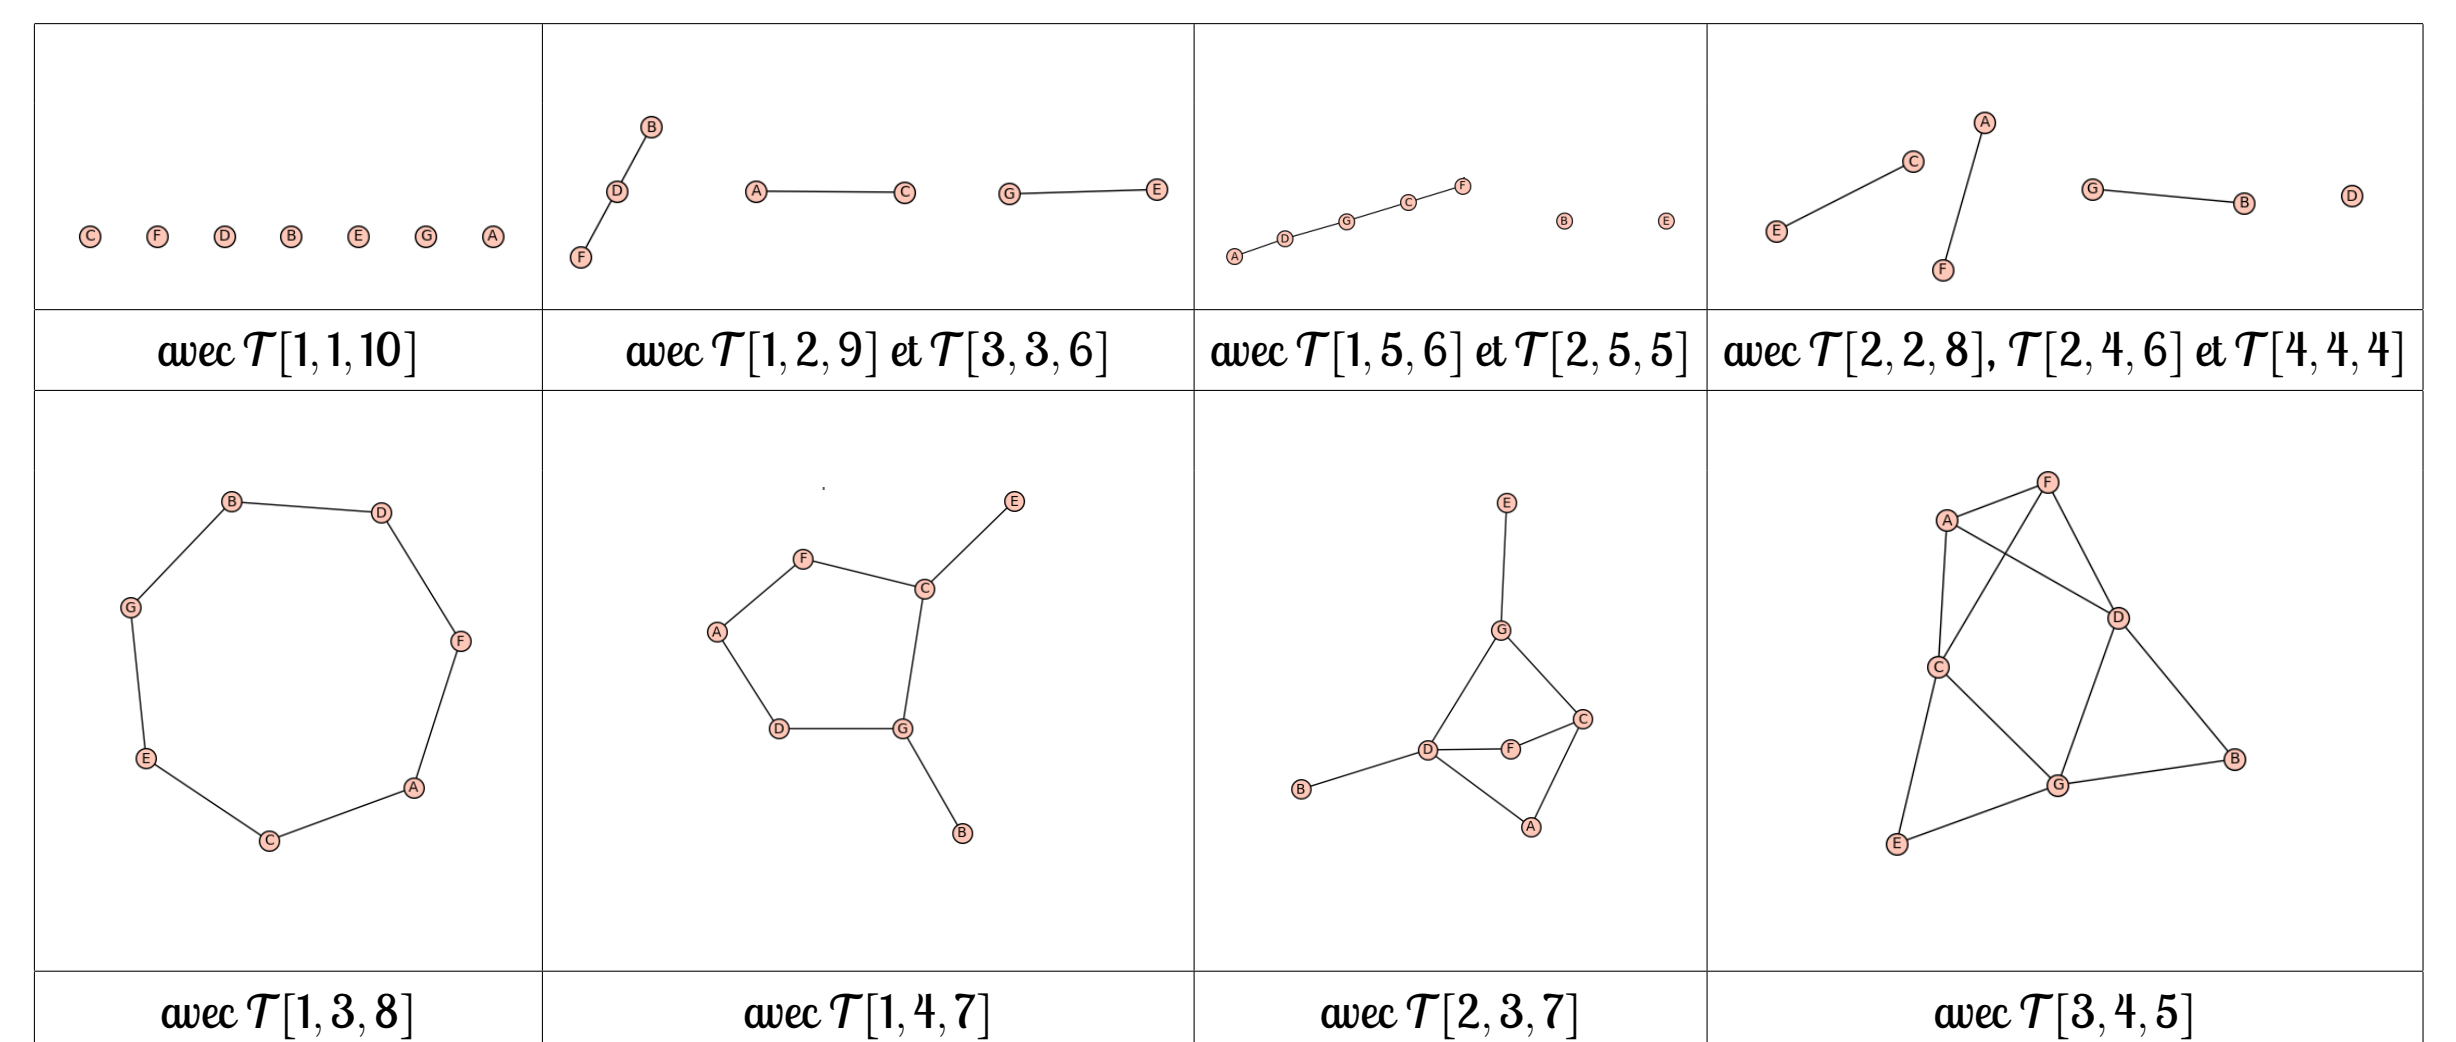 B
D
F
A C
G E
C F D B E G A
A D G C F
B E
C A
E F
G B D
avec 𝒯[1, 1, 10]
avec 𝒯[1, 2, 9] et 𝒯[3, 3, 6]
avec 𝒯[1, 5, 6] et 𝒯[2, 5, 5]
avec 𝒯[2, 2, 8], 𝒯[2, 4, 6] et 𝒯[4, 4, 4]
B D
G F
E A
C
E
F C
A
D G
B
E
G
C
D F
B
A
F
A
D
C
B
G
E
avec 𝒯[1, 3, 8]
avec 𝒯[1, 4, 7]
avec 𝒯[2, 3, 7]
avec 𝒯[3, 4, 5]